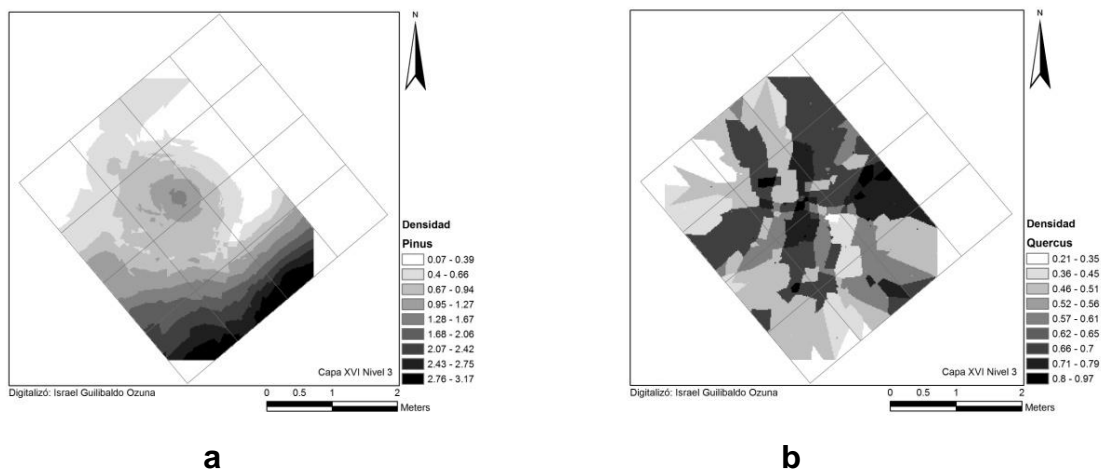 N
Densidad
Pinus
0.07 - 0.39
0.4 - 0.66
0.67 - 0.94
0.95 - 1.27
1.28 - 1.67
1.68 - 2.06
2.07 - 2.42
2.43 - 2.75
2.76 - 3.17
Capa XVI Nivel 3
Digitalizó: Israel Guilibaldo Ozuna
0 0.5 1 2
Meters
a
N
Densidad
Quercus
0.21 - 0.35
0.36 - 0.45
0.46 - 0.51
0.52 - 0.56
0.57 - 0.61
0.62 - 0.65
0.66 - 0.7
0.71 - 0.79
0.8 - 0.97
Capa XVI Nivel 3
Digitalizó: Israel Guilibaldo Ozuna
0 0.5 1 2
Meters
b